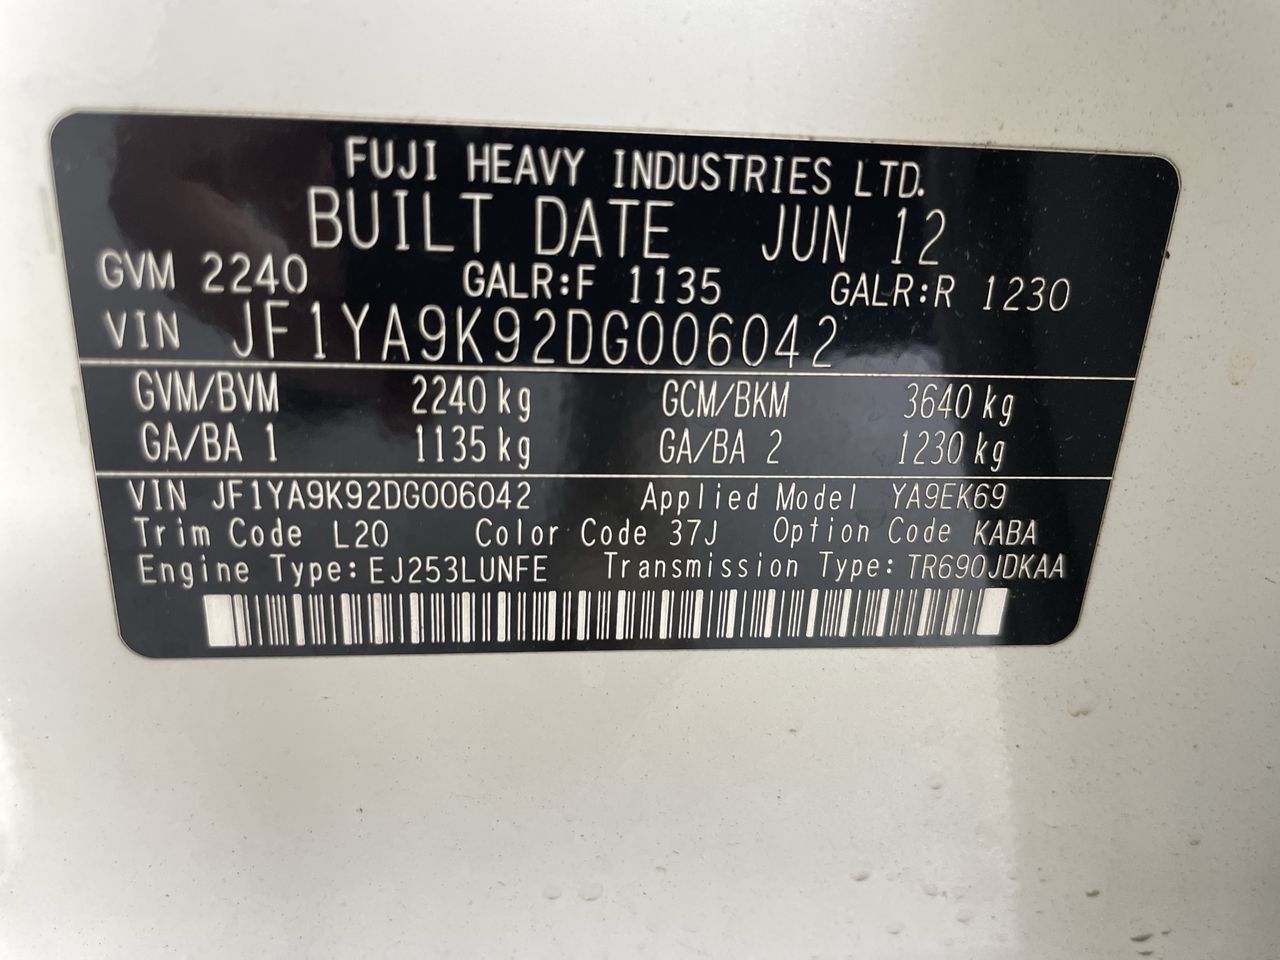 FUJI HEAVY INDUSTRIES LTD.
BUILT DATE JUN 12
GVM 2240 GALR:F 1135 GALR:R 1230
VIN JF1YA9K92DG006042
GVM/BVM 2240 kg GCM/BKM 3640 kg
GA/BA 1 1135 kg GA/BA 2 1230 kg
VIN JF1YA9K92DG006042 Applied Model YA9EK69
Trim Code L20 Color Code 37J Option Code KABA
Engine Type: EJ253LUNFE Transmission Type: TR690JDKAA